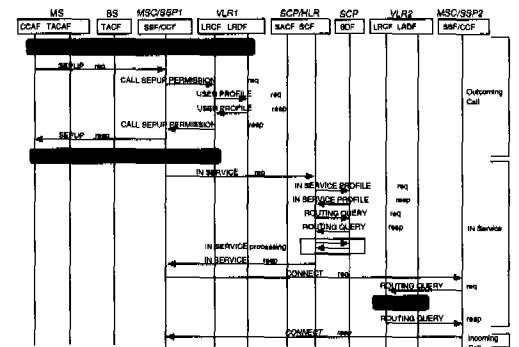 MS BS MSC/SSP1 VLR1 SCP/HLR SCP VLR2 MSC/SSP2
CCAF TACAF TACF SSF/CCF LRCF LRDF SACF SCF SDF LRCF LRDF SSF/CCF
SETUP req
CALL SETUP PERMISSION req
USER PROFILE req
USER PROFILE resp
CALL SETUP PERMISSION resp
SETUP resp
Outcoming
Call
IN SERVICE req
IN SERVICE PROFILE req
IN SERVICE PROFILE resp
ROUTING QUERY req
ROUTING QUERY resp
IN Service
IN SERVICE processing
IN SERVICE resp
CONNECT req
ROUTING QUERY req
ROUTING QUERY resp
CONNECT resp
Incoming